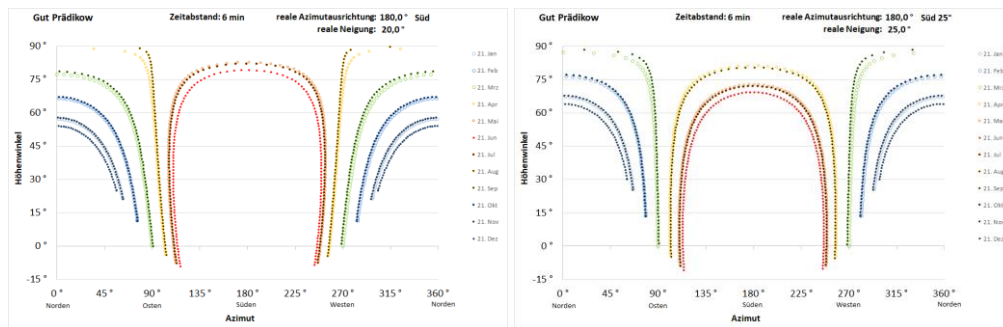 Gut Prädikow
Zeitabstand: 6 min
reale Azimutausrichtung: 180,0 ° Süd
reale Neigung: 20,0 °
90 °
75 °
60 °
45 °
30 °
15 °
0 °
-15 °
Höhenwinkel
0 ° 45 ° 90 ° 135 ° 180 ° 225 ° 270 ° 315 ° 360 °
Norden Osten Süden Westen Norden
Azimut
21. Jan
21. Feb
21. Mrz
21. Apr
21. Mai
21. Jun
21. Jul
21. Aug
21. Sep
21. Okt
21. Nov
21. Dez
Gut Prädikow
Zeitabstand: 6 min
reale Azimutausrichtung: 180,0 ° Süd 25°
reale Neigung: 25,0 °
90 °
75 °
60 °
45 °
30 °
15 °
0 °
-15 °
Höhenwinkel
0 ° 45 ° 90 ° 135 ° 180 ° 225 ° 270 ° 315 ° 360 °
Norden Osten Süden Westen Norden
Azimut
21. Jan
21. Feb
21. Mrz
21. Apr
21. Mai
21. Jun
21. Jul
21. Aug
21. Sep
21. Okt
21. Nov
21. Dez